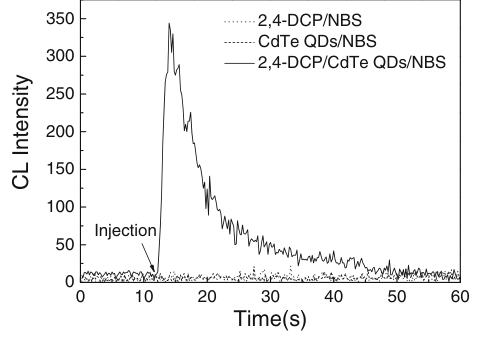 350
300
250
200
150
100
50
0
CL Intensity
2,4-DCP/NBS
CdTe QDs/NBS
2,4-DCP/CdTe QDs/NBS
Injection
0 10 20 30 40 50 60
Time(s)